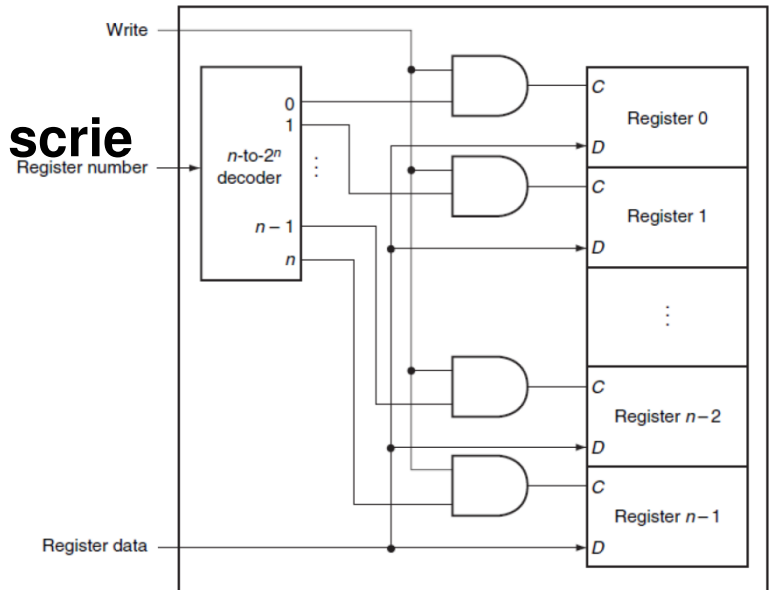 Write
scrie
Register number
n-to-2ⁿ
decoder
0
1
⋮
n – 1
n
C
Register 0
D
C
Register 1
D
⋮
C
Register n – 2
D
C
Register n – 1
D
Register data